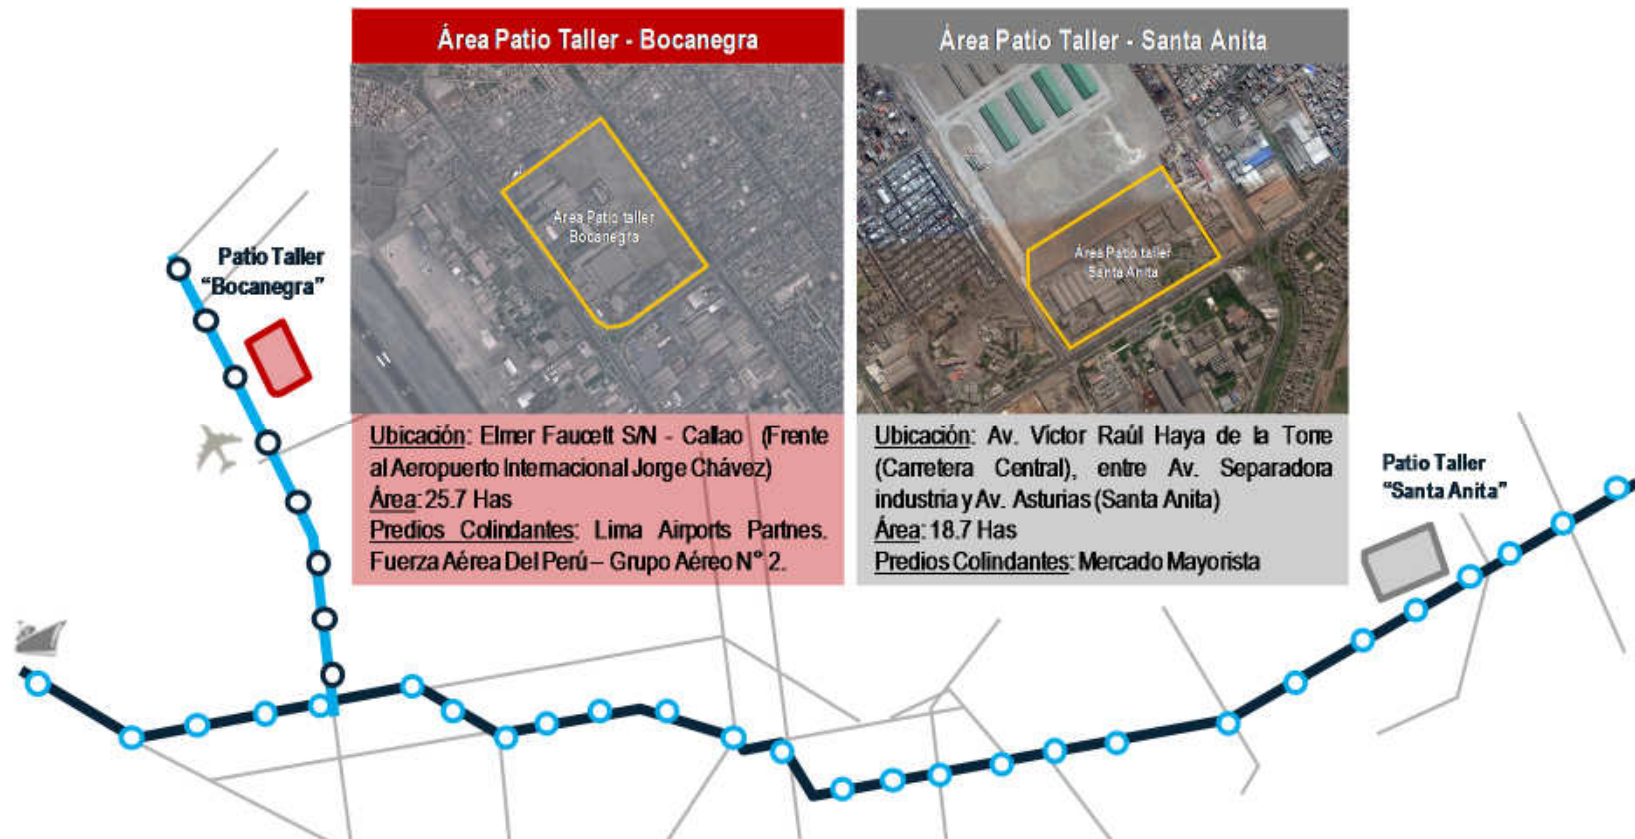 Área Patio Taller - Bocanegra
Área Patio taller
Bocanegra
Ubicación: Elmer Faucett S/N - Callao (Frente
al Aeropuerto Internacional Jorge Chávez)
Área: 25.7 Has
Predios Colindantes: Lima Airports Partnes.
Fuerza Aérea Del Perú – Grupo Aéreo N° 2.
Área Patio Taller - Santa Anita
Área Patio taller
Santa Anita
Ubicación: Av. Víctor Raúl Haya de la Torre
(Carretera Central), entre Av. Separadora
industria y Av. Asturias (Santa Anita)
Área: 18.7 Has
Predios Colindantes: Mercado Mayorista
Patio Taller
“Bocanegra”
Patio Taller
“Santa Anita”